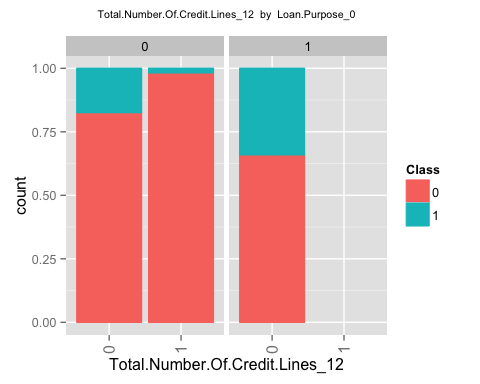 Total.Number.Of.Credit.Lines_12 by Loan.Purpose_0
0 1
1.00
0.75
0.50
0.25
0.00
count
0 1 0 1
Total.Number.Of.Credit.Lines_12
Class
0
1